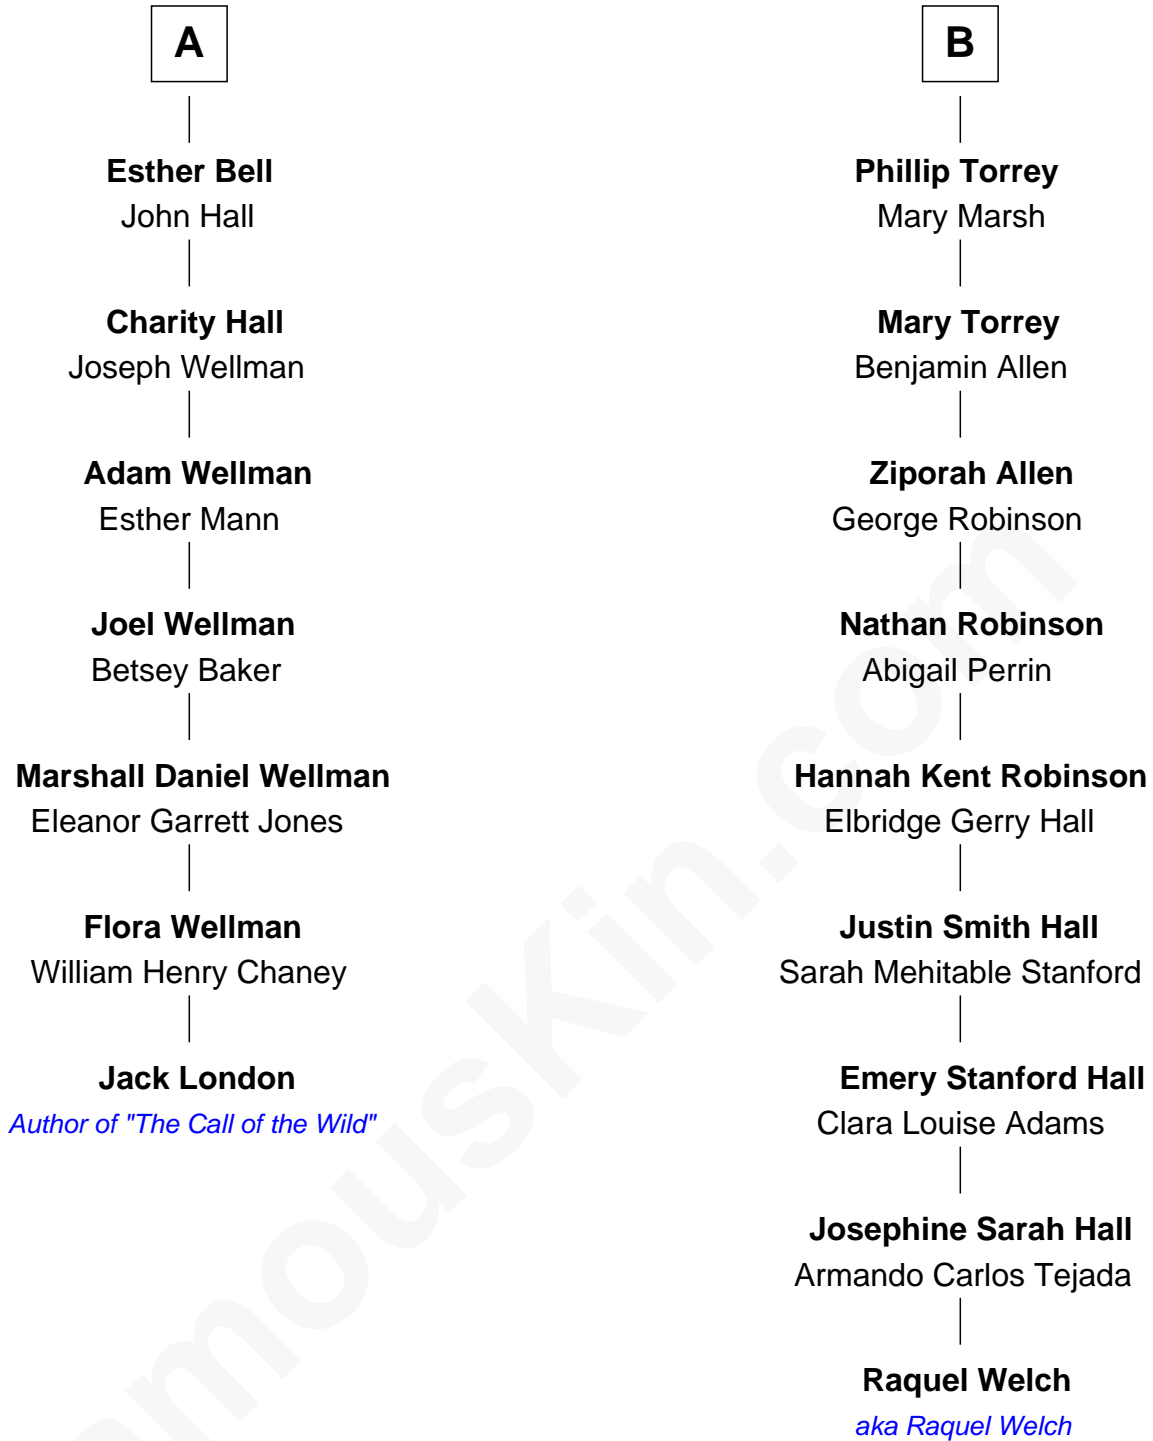 A
Esther Bell
John Hall
Charity Hall
Joseph Wellman
Adam Wellman
Esther Mann
Joel Wellman
Betsey Baker
Marshall Daniel Wellman
Eleanor Garrett Jones
Flora Wellman
William Henry Chaney
Jack London
Author of "The Call of the Wild"
B
Phillip Torrey
Mary Marsh
Mary Torrey
Benjamin Allen
Ziporah Allen
George Robinson
Nathan Robinson
Abigail Perrin
Hannah Kent Robinson
Elbridge Gerry Hall
Justin Smith Hall
Sarah Mehitable Stanford
Emery Stanford Hall
Clara Louise Adams
Josephine Sarah Hall
Armando Carlos Tejada
Raquel Welch
aka Raquel Welch
amouskin.com